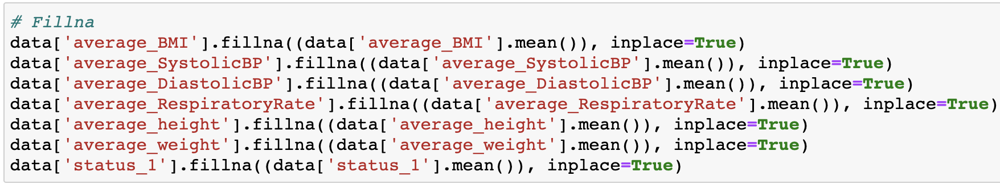 # Fillna
data['average_BMI'].fillna((data['average_BMI'].mean()), inplace=True)
data['average_SystolicBP'].fillna((data['average_SystolicBP'].mean()), inplace=True)
data['average_DiastolicBP'].fillna((data['average_DiastolicBP'].mean()), inplace=True)
data['average_RespiratoryRate'].fillna((data['average_RespiratoryRate'].mean()), inplace=True)
data['average_height'].fillna((data['average_height'].mean()), inplace=True)
data['average_weight'].fillna((data['average_weight'].mean()), inplace=True)
data['status_1'].fillna((data['status_1'].mean()), inplace=True)